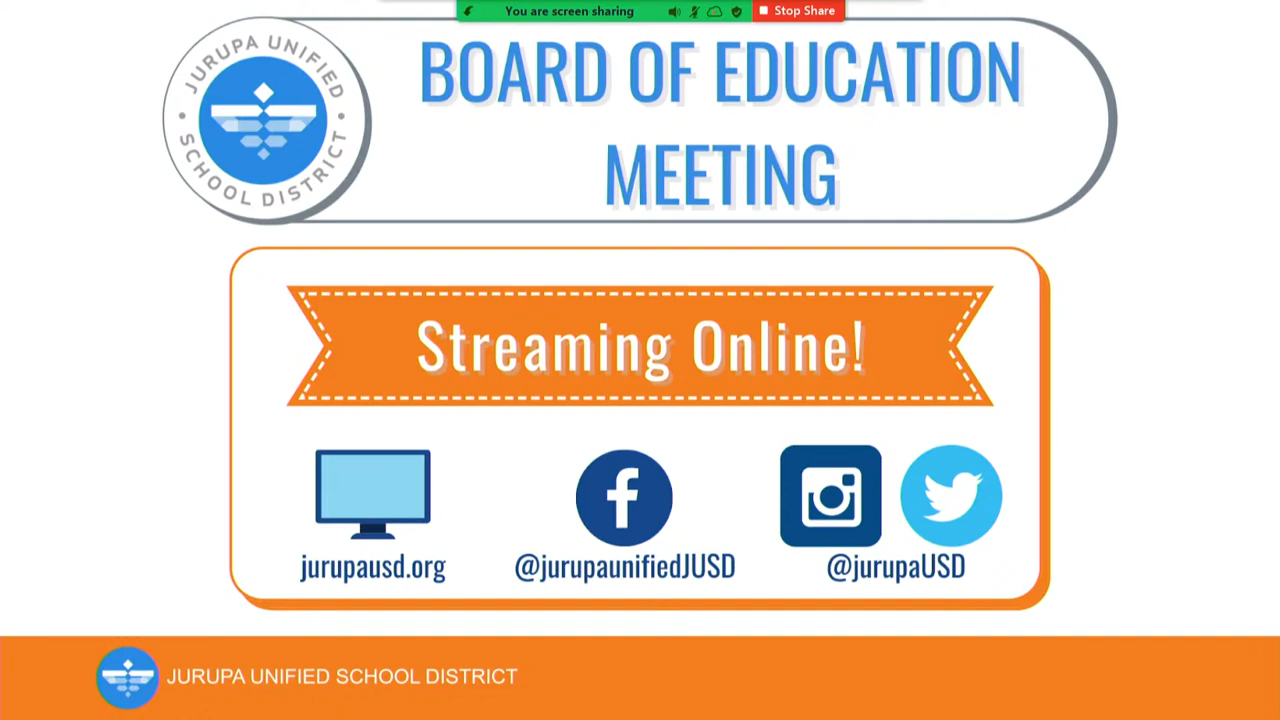 You are screen sharing
Stop Share
JURUPA UNIFIED
SCHOOL DISTRICT
BOARD OF EDUCATION
MEETING
Streaming Online!
jurupausd.org
@jurupaunifiedJUSD
@jurupaUSD
JURUPA UNIFIED SCHOOL DISTRICT